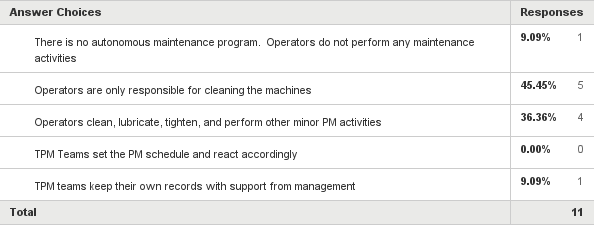 Answer Choices Responses
There is no autonomous maintenance program. Operators do not perform any maintenance 9.09% 1
activities
Operators are only responsible for cleaning the machines 45.45% 5
Operators clean, lubricate, tighten, and perform other minor PM activities 36.36% 4
TPM Teams set the PM schedule and react accordingly 0.00% 0
TPM teams keep their own records with support from management 9.09% 1
Total 11